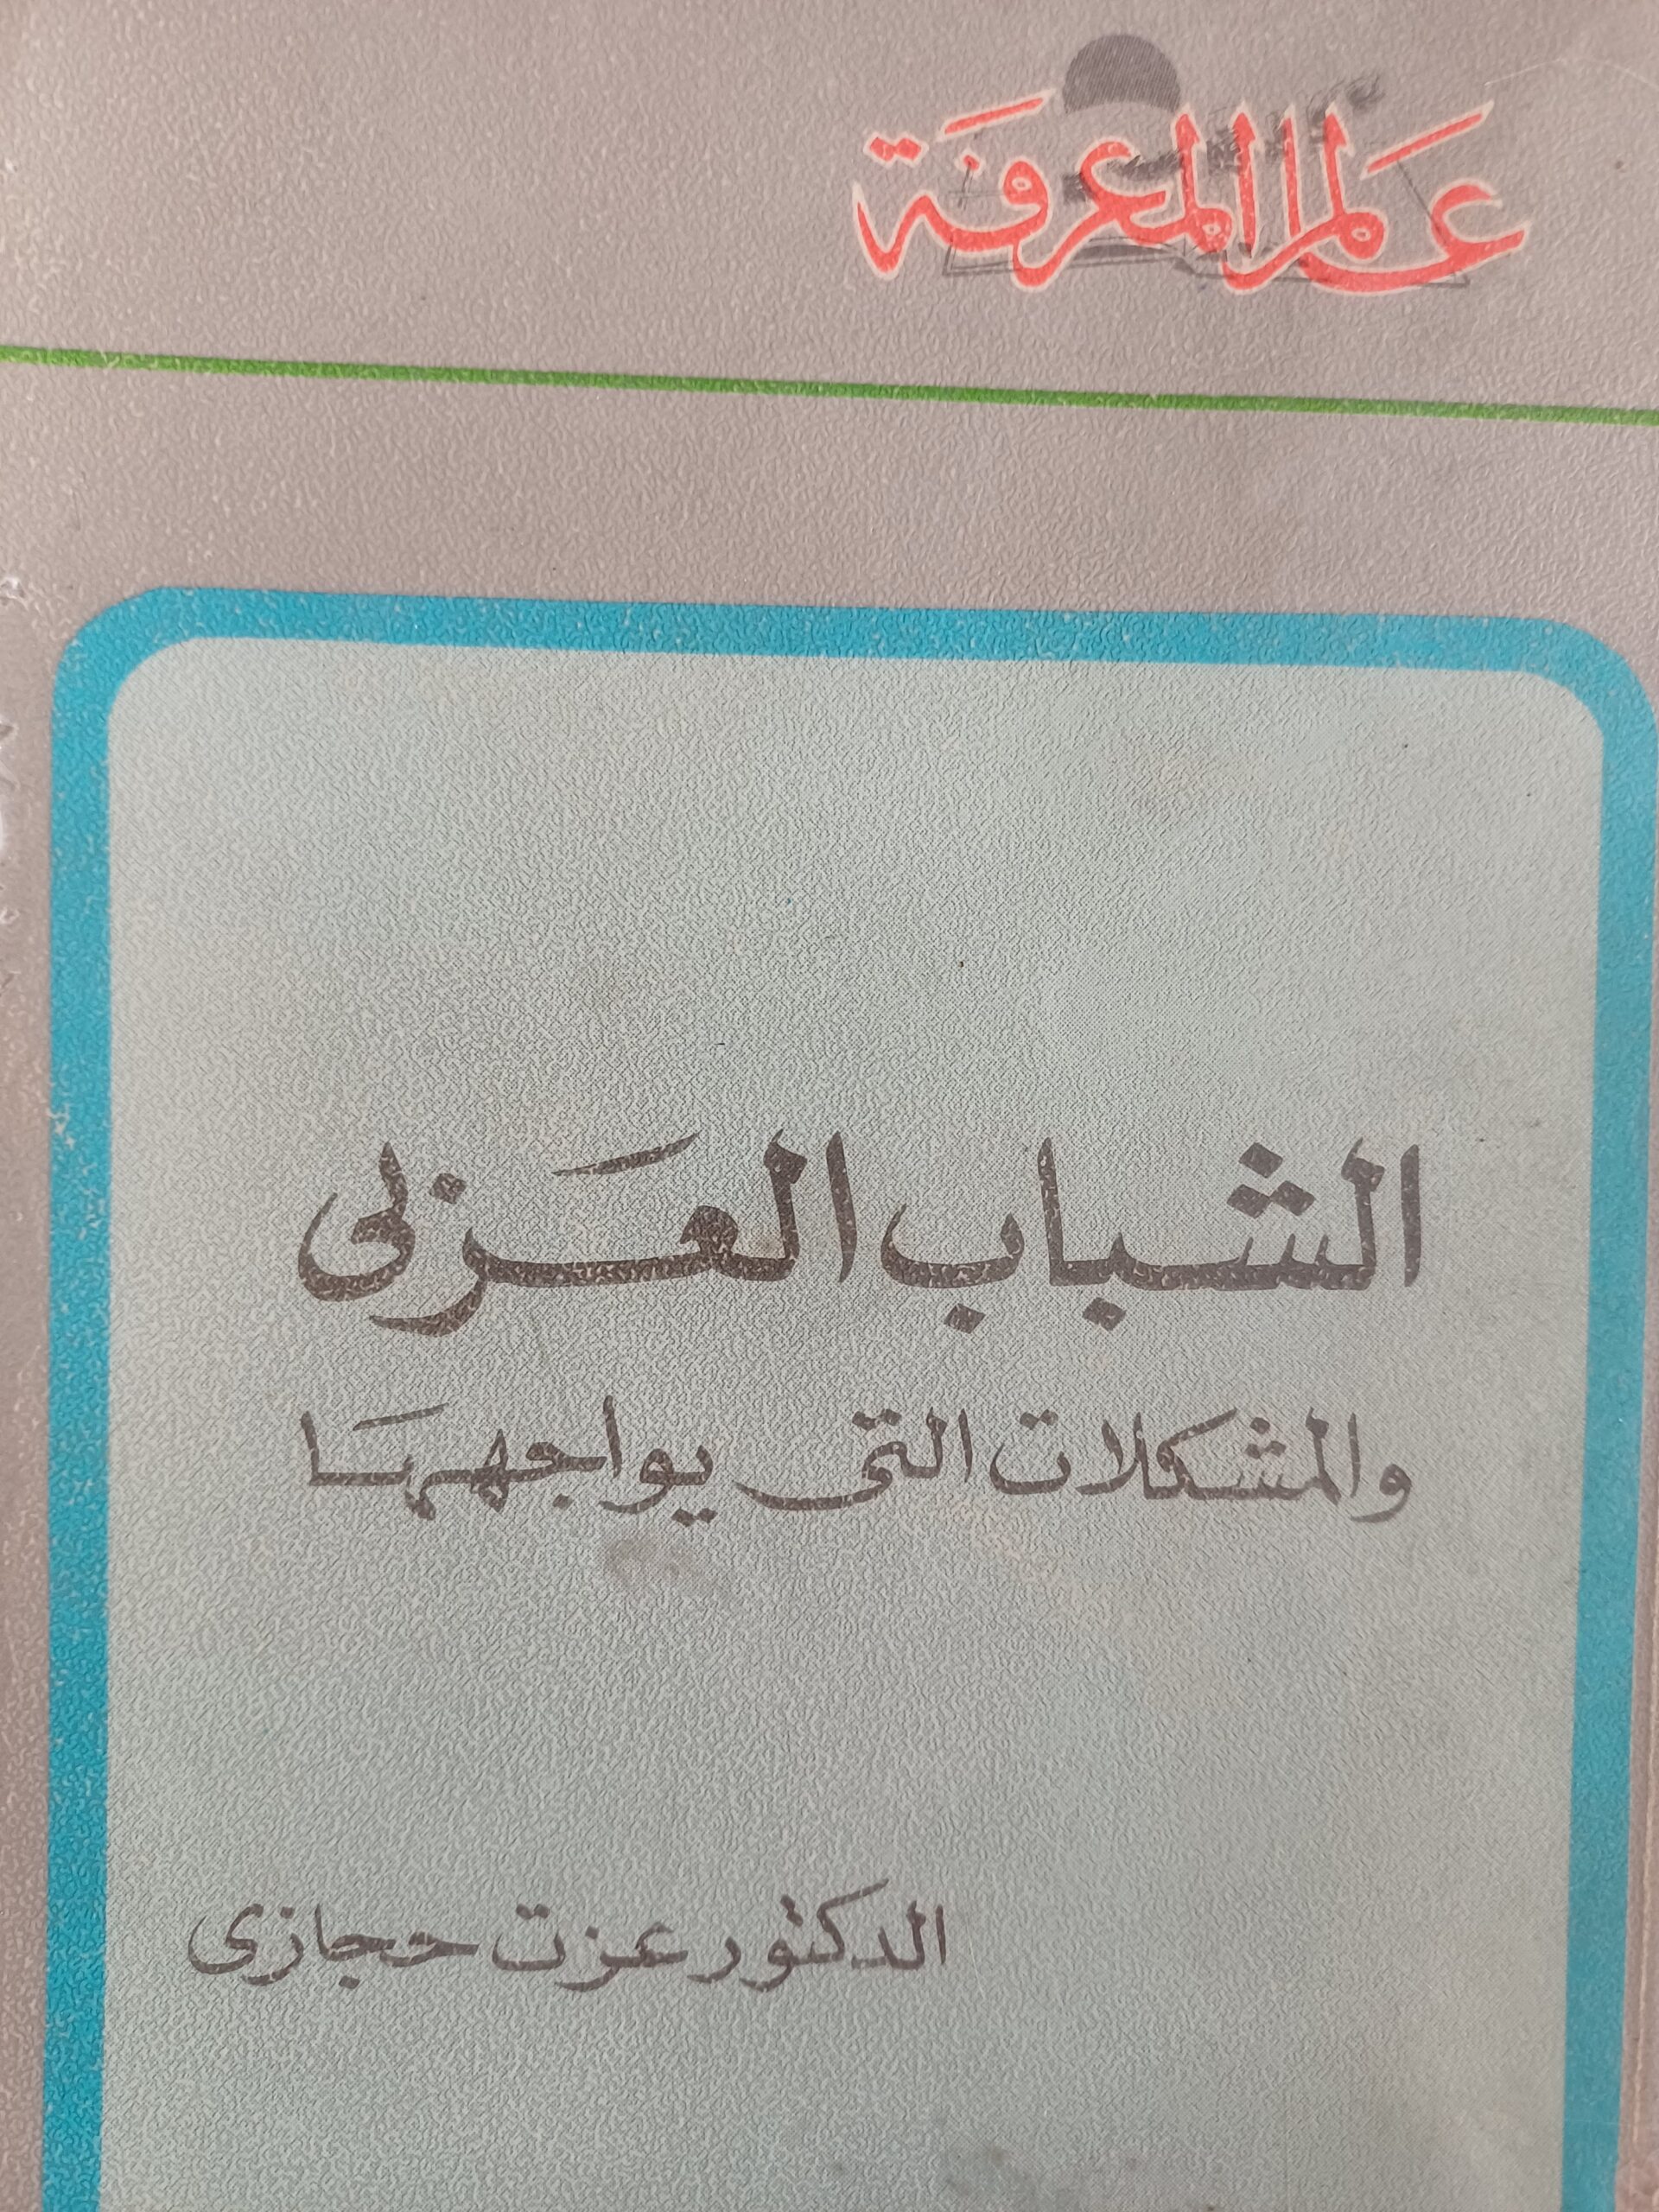 عالم المعرفة
الشباب العربي
والمشكلات التي يواجهها
الدكتور عزت حجازي